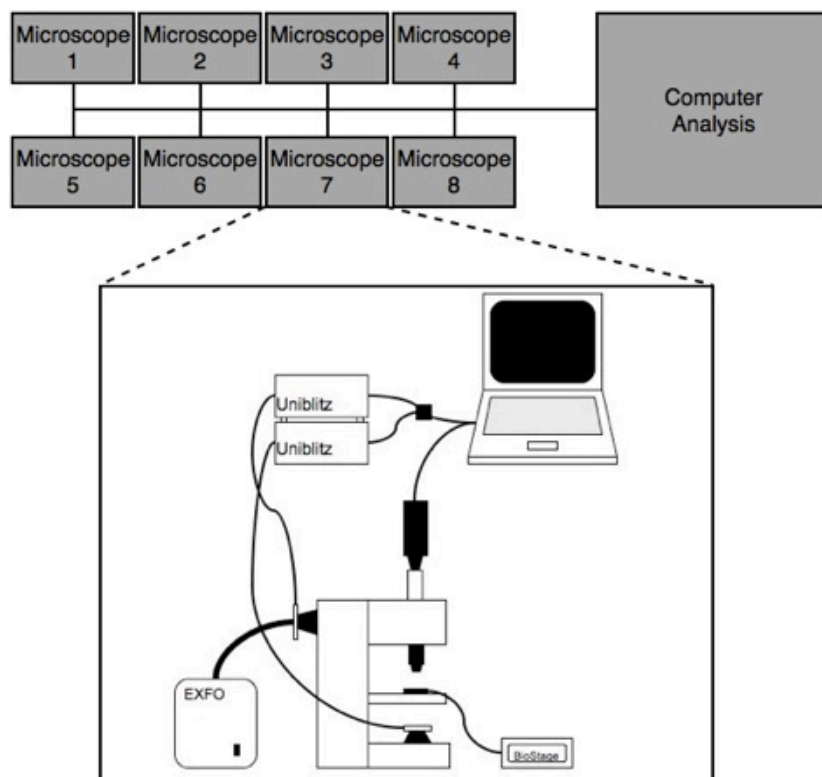 Microscope
1
Microscope
2
Microscope
3
Microscope
4
Microscope
5
Microscope
6
Microscope
7
Microscope
8
Computer
Analysis
Uniblitz
Uniblitz
EXFO
BioStage